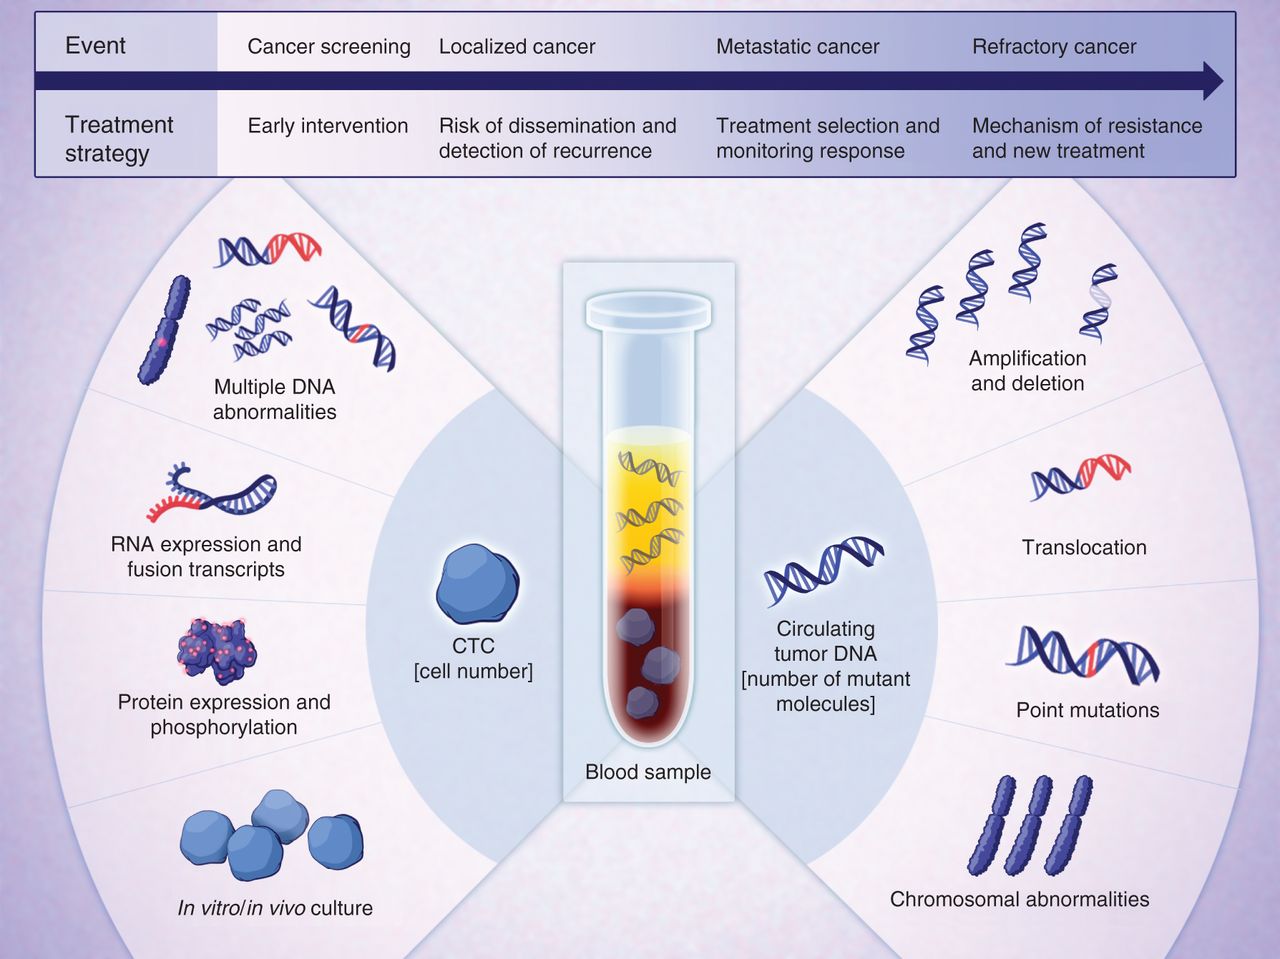 Event
Cancer screening
Localized cancer
Metastatic cancer
Refractory cancer
Treatment
strategy
Early intervention
Risk of dissemination and
detection of recurrence
Treatment selection and
monitoring response
Mechanism of resistance
and new treatment
Multiple DNA
abnormalities
RNA expression and
fusion transcripts
Protein expression and
phosphorylation
In vitro/in vivo culture
CTC
[cell number]
Blood sample
Circulating
tumor DNA
[number of mutant
molecules]
Amplification
and deletion
Translocation
Point mutations
Chromosomal abnormalities